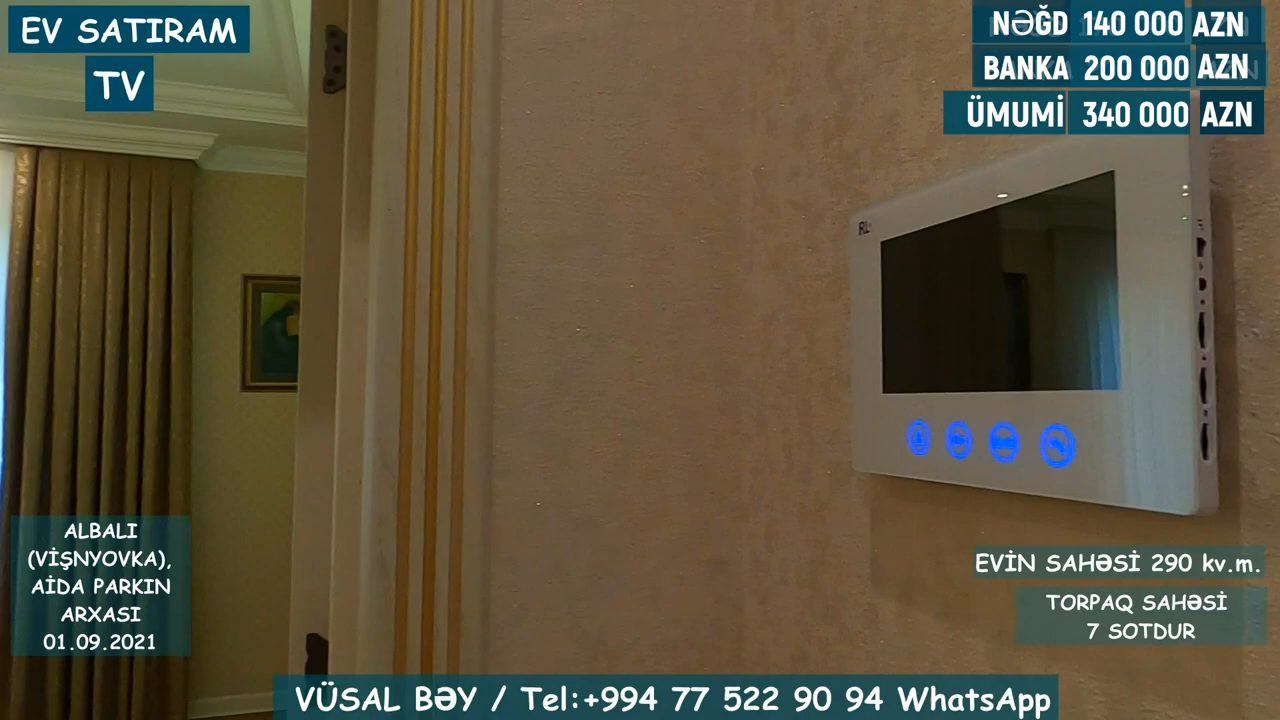 EV SATIRAM
TV
NƏĞD 140 000 AZN
BANKA 200 000 AZN
ÜMUMİ 340 000 AZN
RL
ALBALI
(VİŞNYOVKA),
AİDA PARKIN
ARXASI
01.09.2021
EVİN SAHƏSİ 290 kv.m.
TORPAQ SAHƏSİ
7 SOTDUR
VÜSAL BƏY / Tel:+994 77 522 90 94 WhatsApp